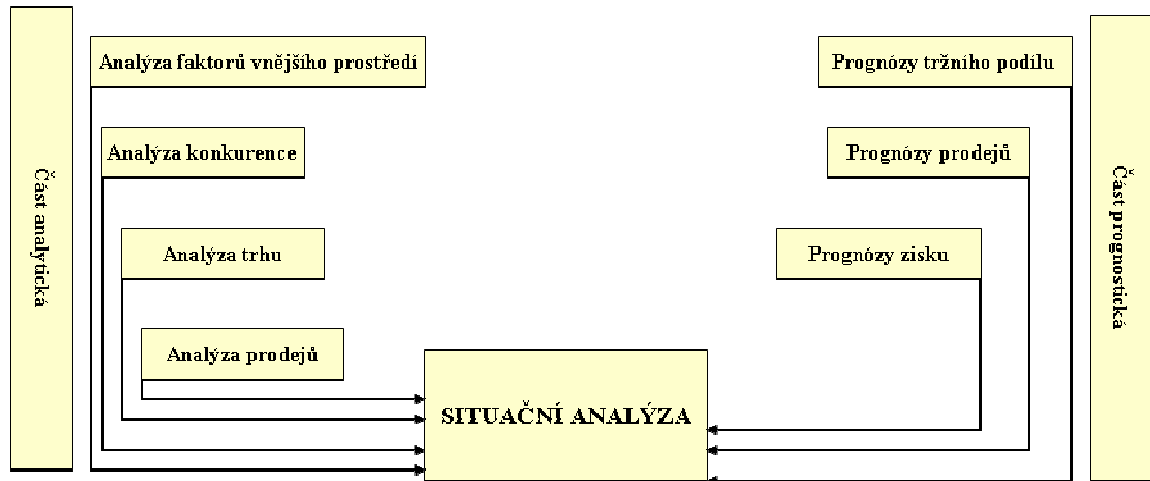 Část analytická
Analýza faktorů vnějšího prostředí
Analýza konkurence
Analýza trhu
Analýza prodejů
SITUAČNÍ ANALÝZA
Prognózy tržního podílu
Prognózy prodejů
Prognózy zisku
Část prognostická